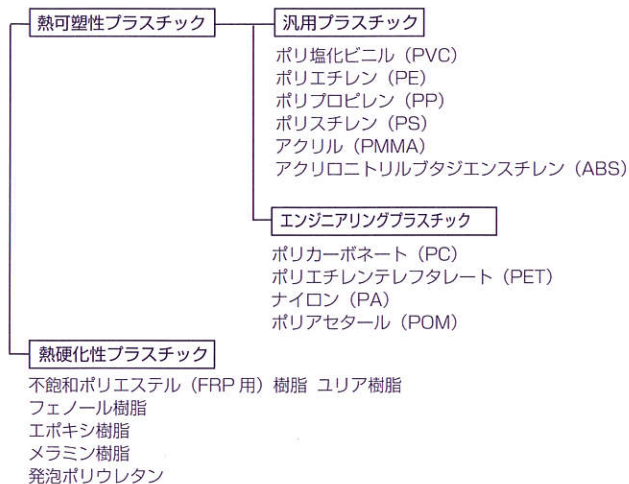 熱可塑性プラスチック
汎用プラスチック
ポリ塩化ビニル（PVC）
ポリエチレン（PE）
ポリプロピレン（PP）
ポリスチレン（PS）
アクリル（PMMA）
アクリロニトリルブタジエンスチレン（ABS）
エンジニアリングプラスチック
ポリカーボネート（PC）
ポリエチレンテレフタレート（PET）
ナイロン（PA）
ポリアセタール（POM）
熱硬化性プラスチック
不飽和ポリエステル（FRP 用）樹脂 ユリア樹脂
フェノール樹脂
エポキシ樹脂
メラミン樹脂
発泡ポリウレタン